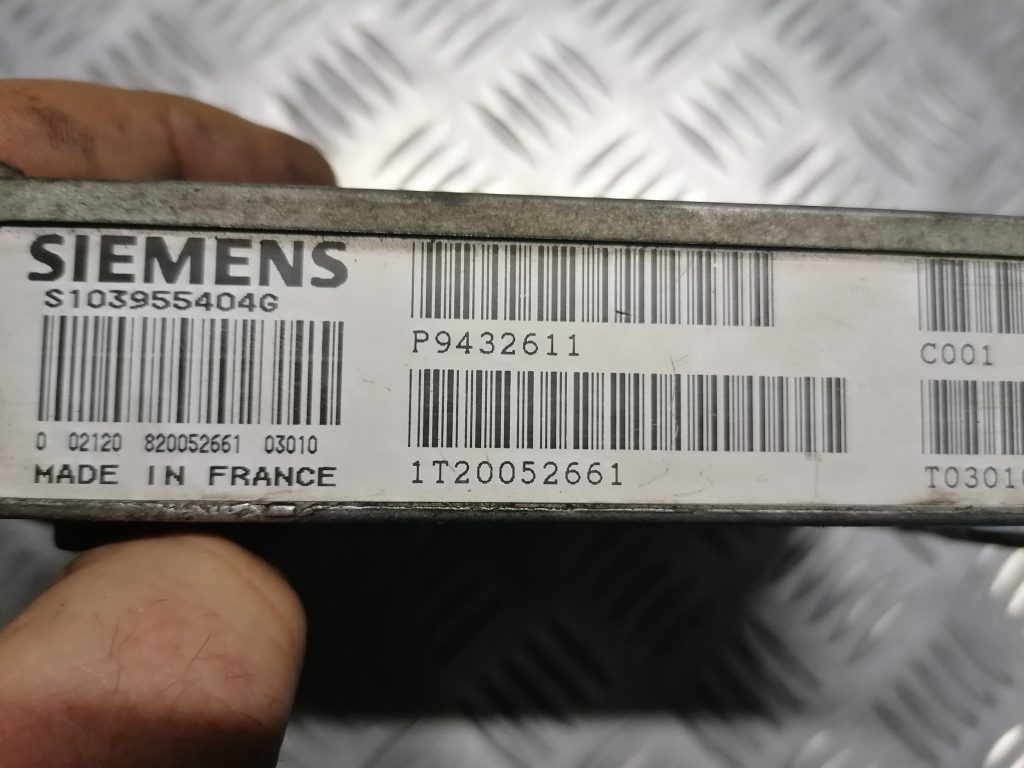 SIEMENS
S103955404G
0 02120 820052661 03010
MADE IN FRANCE
P9432611
1T20052661
C001